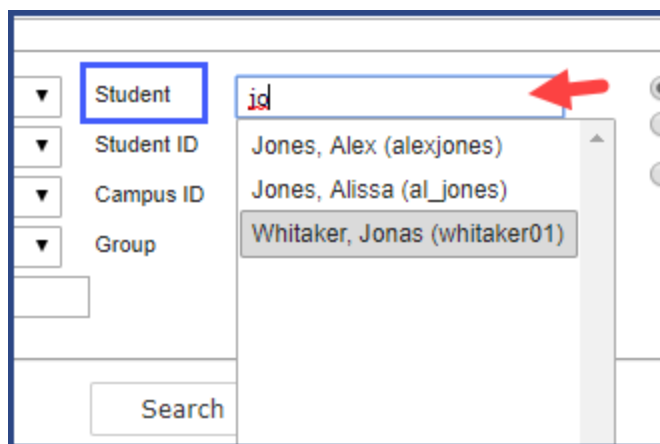 Student jo
Student ID
Campus ID
Group
Jones, Alex (alexjones)
Jones, Alissa (al_jones)
Whitaker, Jonas (whitaker01)
Search